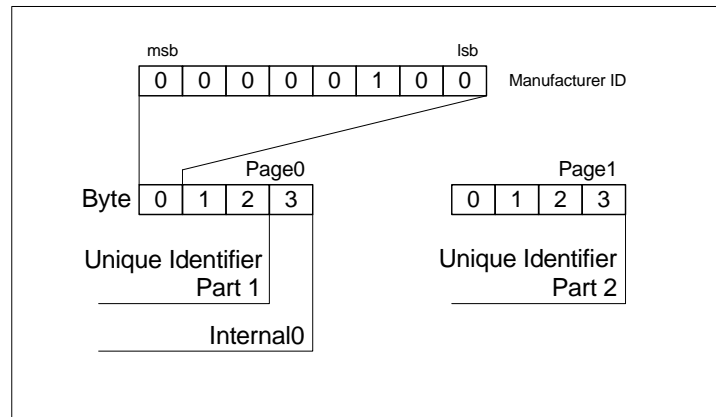 msb lsb
0 0 0 0 0 1 0 0 Manufacturer ID
Page0 Page1
Byte 0 1 2 3 0 1 2 3
Unique Identifier Unique Identifier
Part 1 Part 2
Internal0